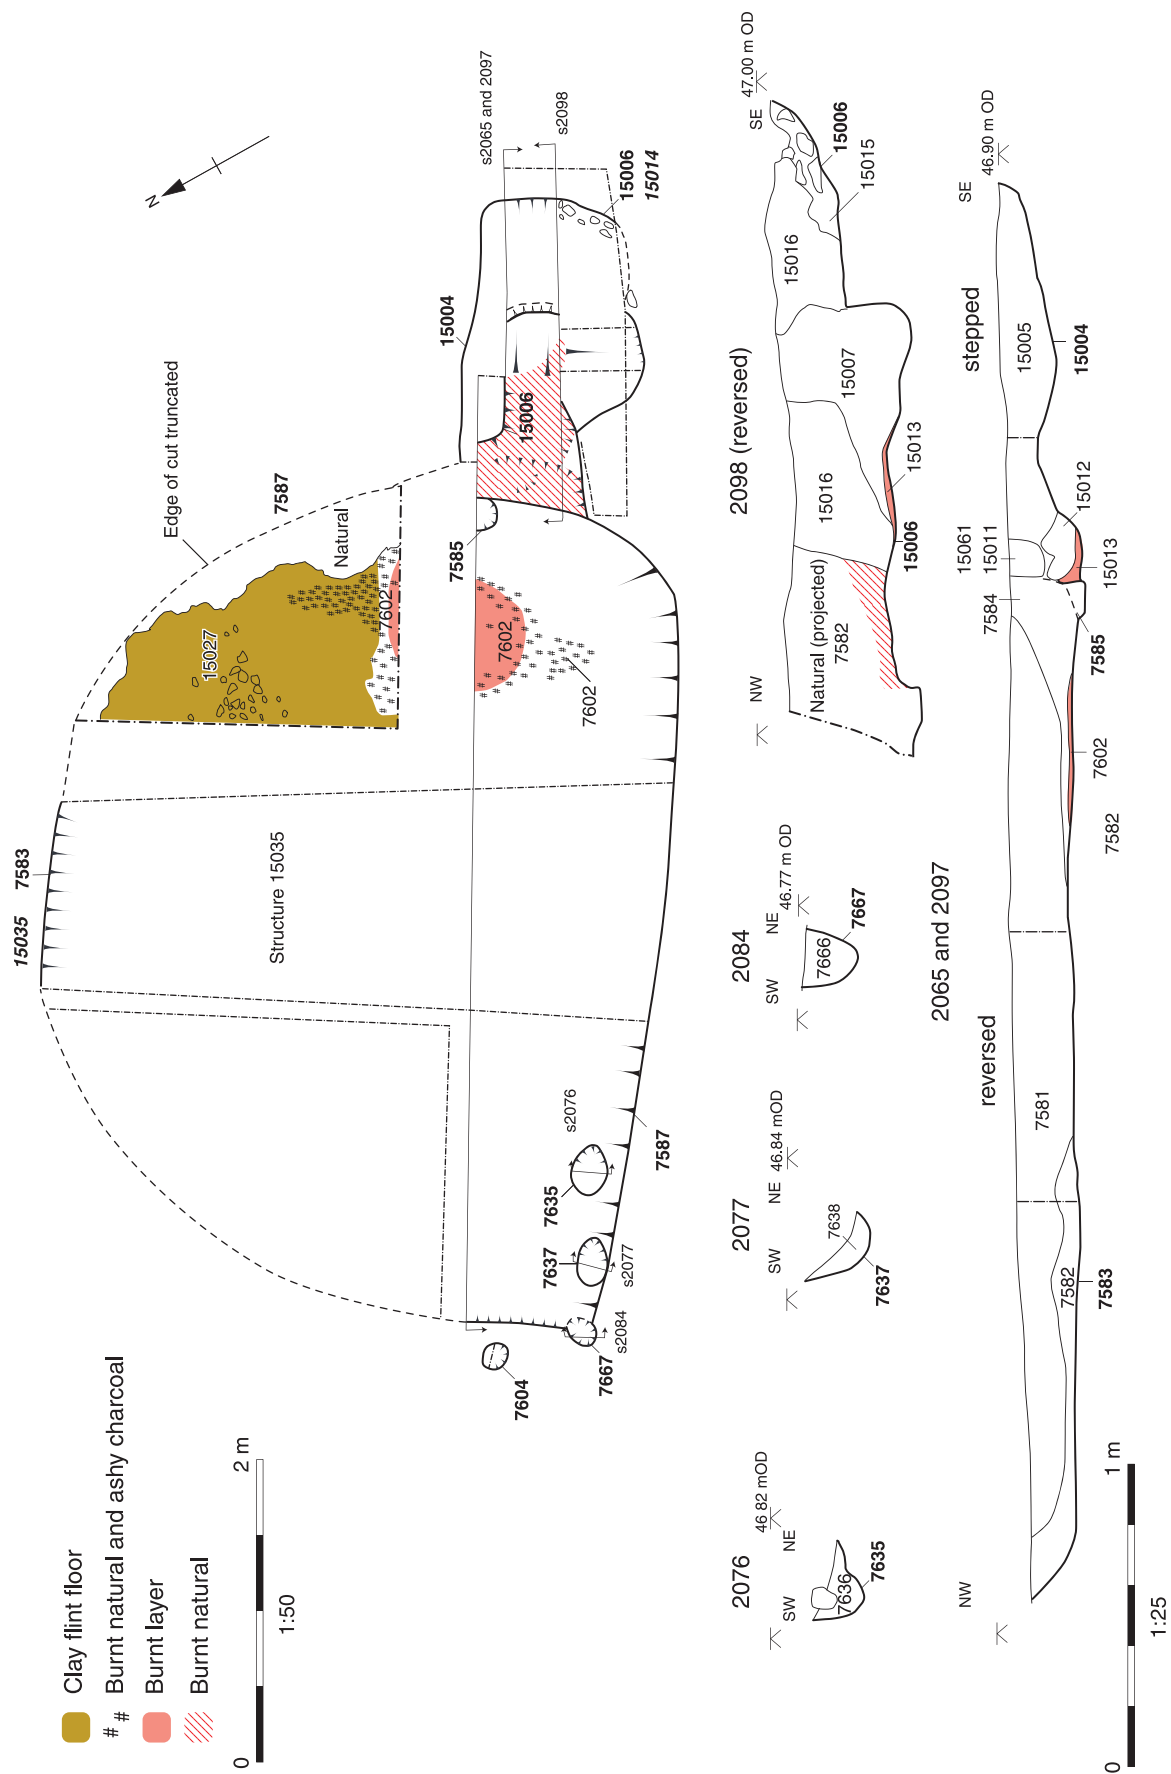 Clay flint floor
Burnt natural and ashy charcoal
Burnt layer
Burnt natural
0
2 m
1:50
15035
7583
Edge of cut truncated
7587
Natural
15027
7602
Structure 15035
N
15004
s2065 and 2097
s2098
15006
15014
15006
7585
7602
7602
7587
s2076
7635
7637
s2077
s2084
7667
7604
2076
SW
NE
46.82 mOD
7636
7635
2077
SW
NE
46.84 mOD
7638
7637
2084
SW
NE
46.77 m OD
7666
7667
2098 (reversed)
NW
SE
47.00 m OD
Natural (projected)
7582
15016
15007
15016
15006
15013
15015
15006
2065 and 2097
reversed
stepped
NW
SE
46.90 m OD
7582
7583
7581
7582
7602
7584
7585
15061
15011
15012
15013
15005
15004
0
1 m
1:25